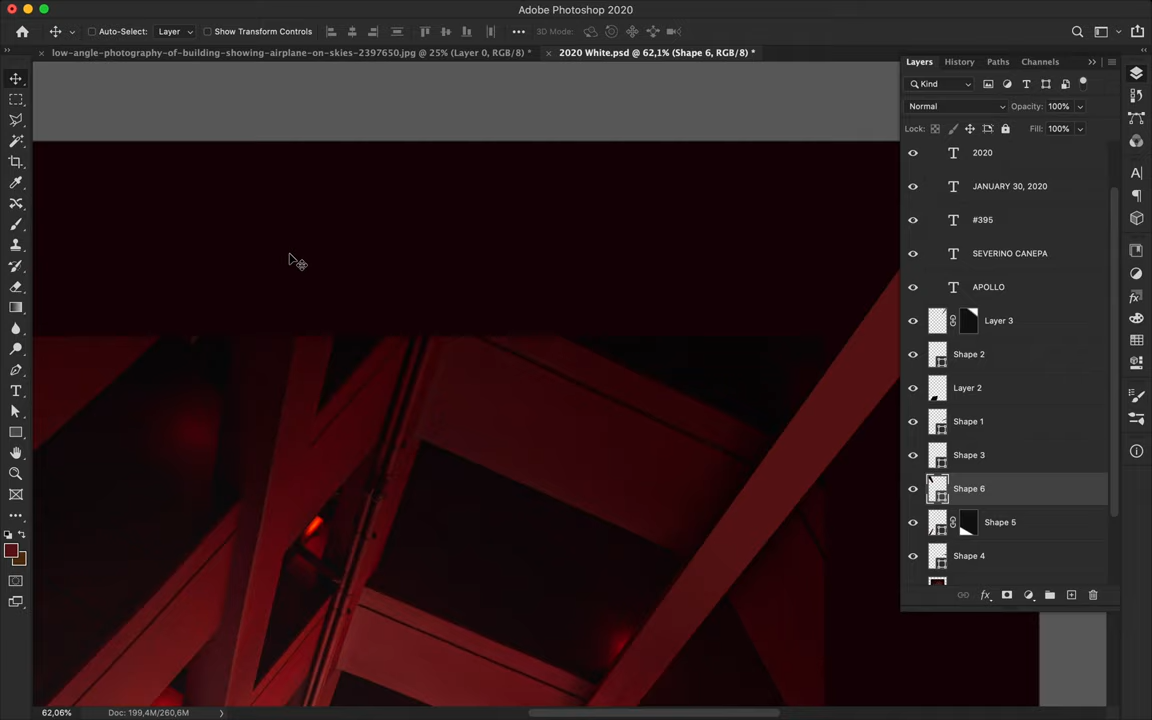 Adobe Photoshop 2020
Auto-Select: Layer Show Transform Controls 3D Mode:
low-angle-photography-of-building-showing-airplane-on-skies-2397650.jpg @ 25% (Layer 0, RGB/8) * 2020 White.psd @ 62,1% (Shape 6, RGB/8) *
Layers History Paths Channels
Kind
Normal Opacity: 100%
Lock: Fill: 100%
2020
JANUARY 30, 2020
#395
SEVERINO CANEPA
APOLLO
Layer 3
Shape 2
Layer 2
Shape 1
Shape 3
Shape 6
Shape 5
Shape 4
62,06% Doc: 199,4M/260,6M